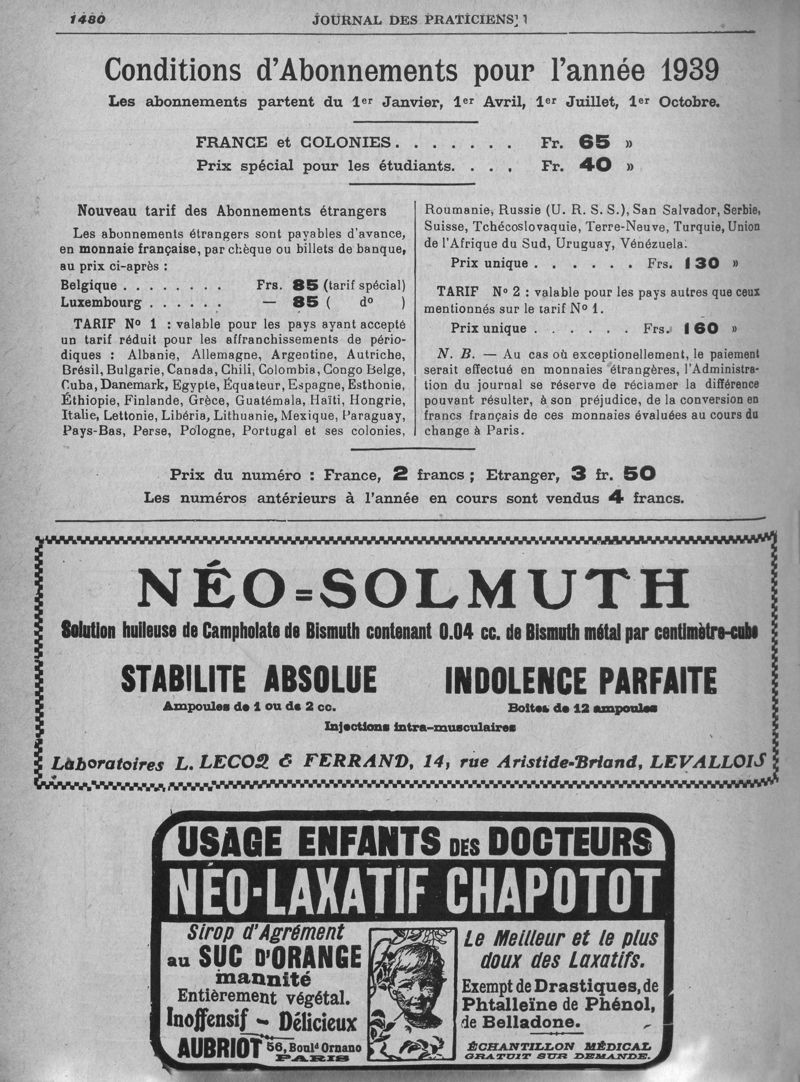 1480
JOURNAL DES PRATICIENS
Conditions d'Abonnements pour l'année 1939
Les abonnements partent du 1er Janvier, 1er Avril, 1er Juillet, 1er Octobre.
FRANCE et COLONIES. . . . . . . Fr. 65 »
Prix spécial pour les étudiants. . . . Fr. 40 »
Nouveau tarif des Abonnements étrangers
Les abonnements étrangers sont payables d'avance,
en monnaie française, par chèque ou billets de banque,
au prix ci-après :
Belgique . . . . . . . . Frs. 85 (tarif spécial)
Luxembourg . . . . . . — 85 ( do )
TARIF No 1 : valable pour les pays ayant accepté
un tarif réduit pour les affranchissements de pério-
diques : Albanie, Allemagne, Argentine, Autriche,
Brésil, Bulgarie, Canada, Chili, Colombia, Congo Belge,
Cuba, Danemark, Egypte, Équateur, Espagne, Esthonie,
Éthiopie, Finlande, Grèce, Guatémala, Haïti, Hongrie,
Italie, Lettonie, Libéria, Lithuanie, Mexique, Paraguay,
Pays-Bas, Perse, Pologne, Portugal et ses colonies,
Roumanie, Russie (U. R. S. S.), San Salvador, Serbie,
Suisse, Tchécoslovaquie, Terre-Neuve, Turquie, Union
de l'Afrique du Sud, Uruguay, Vénézuela.
Prix unique . . . . . . Frs. 130 »
TARIF No 2 : valable pour les pays autres que ceux
mentionnés sur le tarif No 1.
Prix unique . . . . . . Frs. 160 »
N. B. — Au cas où exceptionellement, le paiement
serait effectué en monnaies étrangères, l'Administra-
tion du journal se réserve de réclamer la différence
pouvant résulter, à son préjudice, de la conversion en
francs français de ces monnaies évaluées au cours du
change à Paris.
Prix du numéro : France, 2 francs ; Etranger, 3 fr. 50
Les numéros antérieurs à l'année en cours sont vendus 4 francs.
NÉO=SOLMUTH
Solution huileuse de Campholate de Bismuth contenant 0.04 cc. de Bismuth métal par centimètre-cube
STABILITE ABSOLUE INDOLENCE PARFAITE
Ampoules de 1 ou de 2 cc. Boîtes de 12 ampoules
Injections intra-musculaires
Laboratoires L. LECOQ & FERRAND, 14, rue Aristide-Briand, LEVALLOIS
USAGE ENFANTS DES DOCTEURS
NÉO-LAXATIF CHAPOTOT
Sirop d'Agrément
au SUC D'ORANGE
mannité
Entièrement végétal.
Inoffensif - Délicieux
AUBRIOT 56, Bould Ornano
PARIS
Le Meilleur et le plus
doux des Laxatifs.
Exempt de Drastiques, de
Phtalleïne de Phénol,
de Belladone.
ÉCHANTILLON MÉDICAL
GRATUIT SUR DEMANDE.